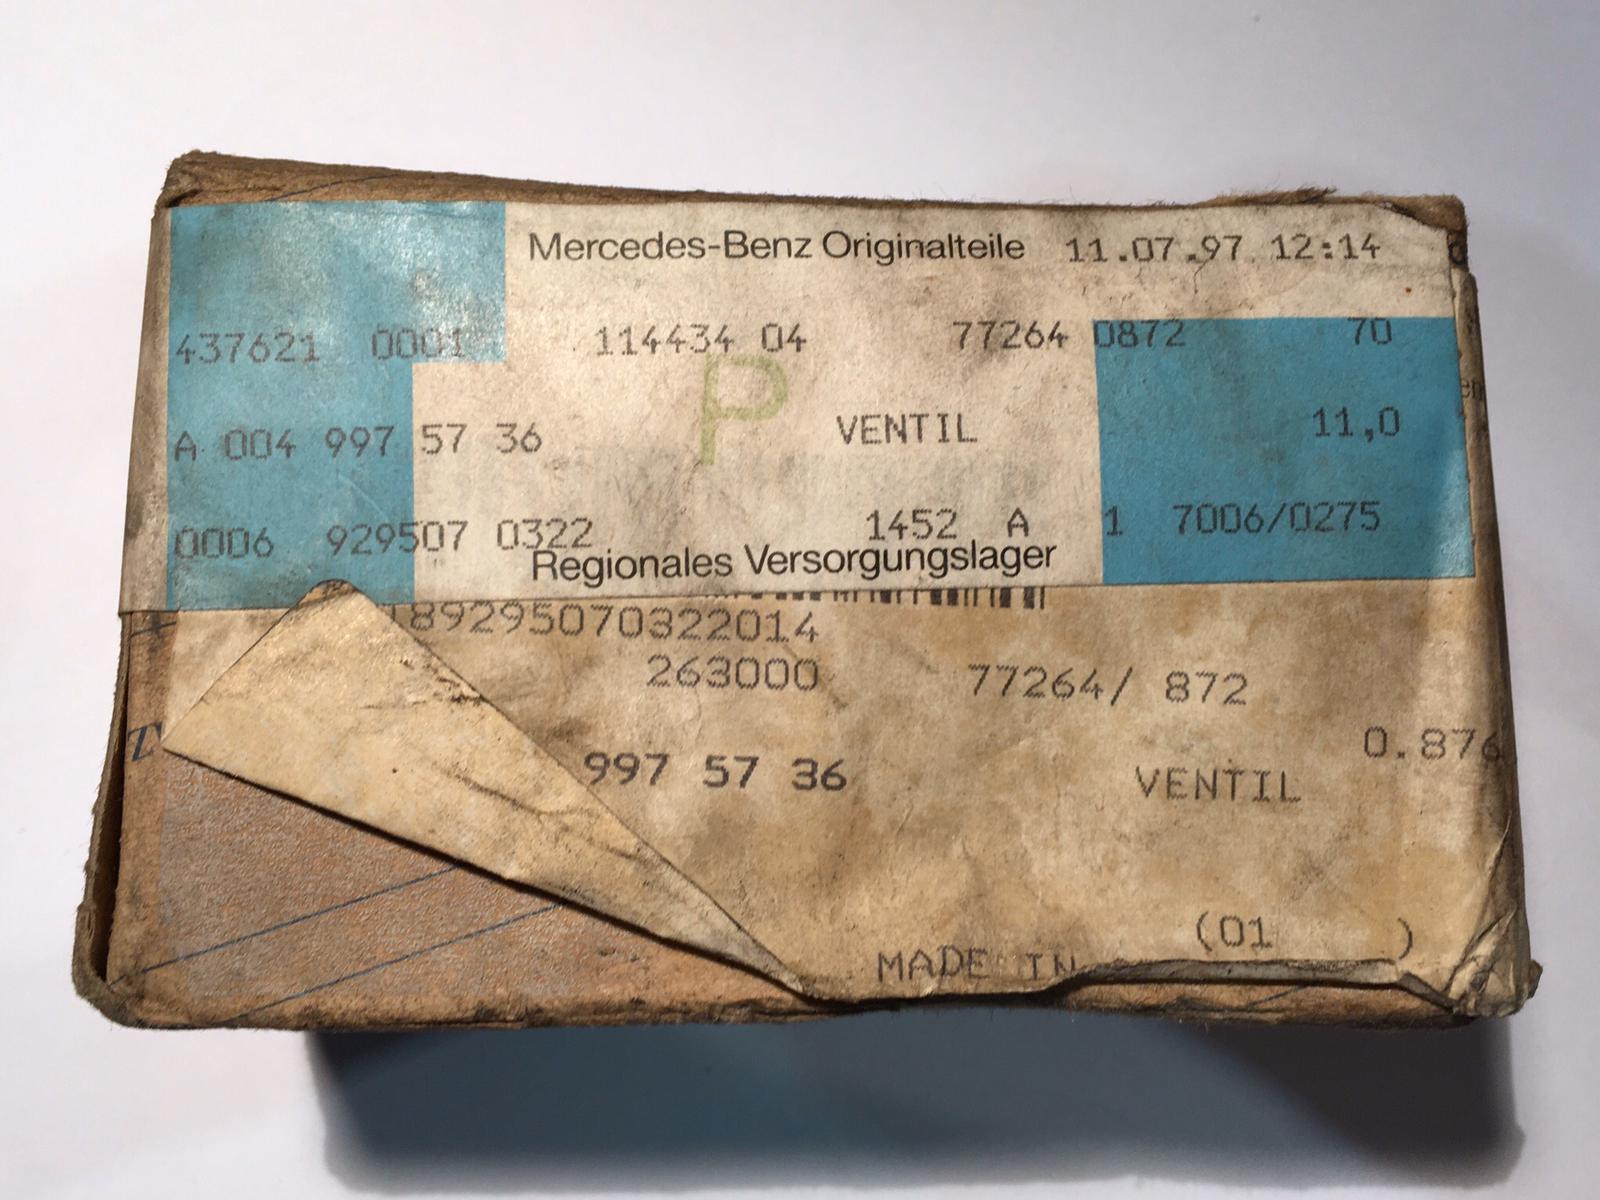 Mercedes-Benz Originalteile 11.07.97 12:14
437621 0001 114434 04 77264 0872 70
P
A 004 997 57 36 VENTIL 11,0
0006 929507 0322 1452 A 1 7006/0275
Regionales Versorgungslager
89295070322014
263000 77264/ 872
0.876
997 57 36 VENTIL
(01 )
MADE IN